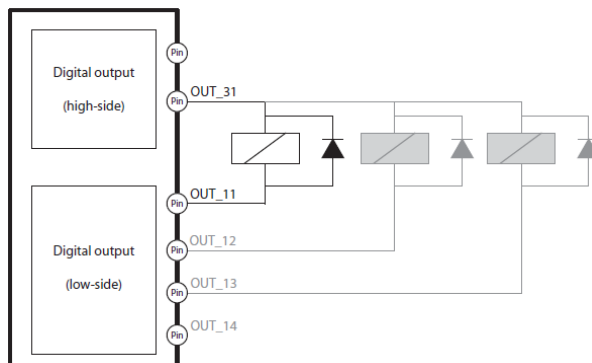 Digital output
(high-side)
Pin
Pin
OUT_31
Digital output
(low-side)
Pin
OUT_11
Pin
OUT_12
Pin
OUT_13
Pin
OUT_14